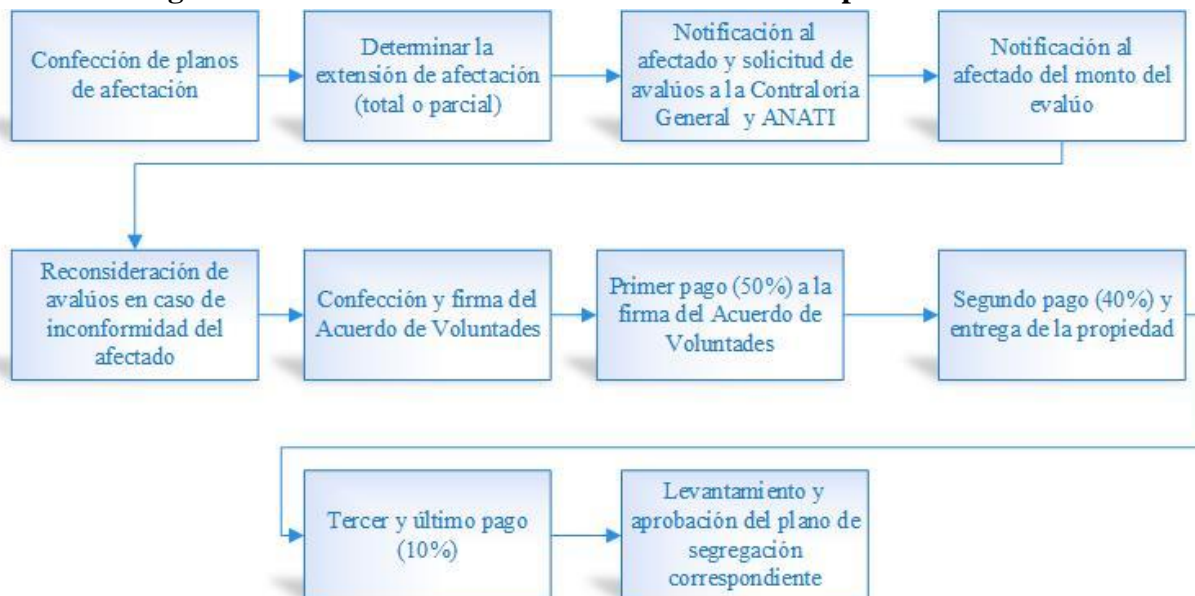 Confección de planos
de afectación
Determinar la
extensión de afectación
(total o parcial)
Notificación al
afectado y solicitud de
avalúos a la Contraloría
General y ANATI
Notificación al
afectado del monto del
evalúo
Reconsideración de
avalúos en caso de
inconformidad del
afectado
Confección y firma del
Acuerdo de Voluntades
Primer pago (50%) a la
firma del Acuerdo de
Voluntades
Segundo pago (40%) y
entrega de la propiedad
Tercer y último pago
(10%)
Levantamiento y
aprobación del plano de
segregación
correspondiente